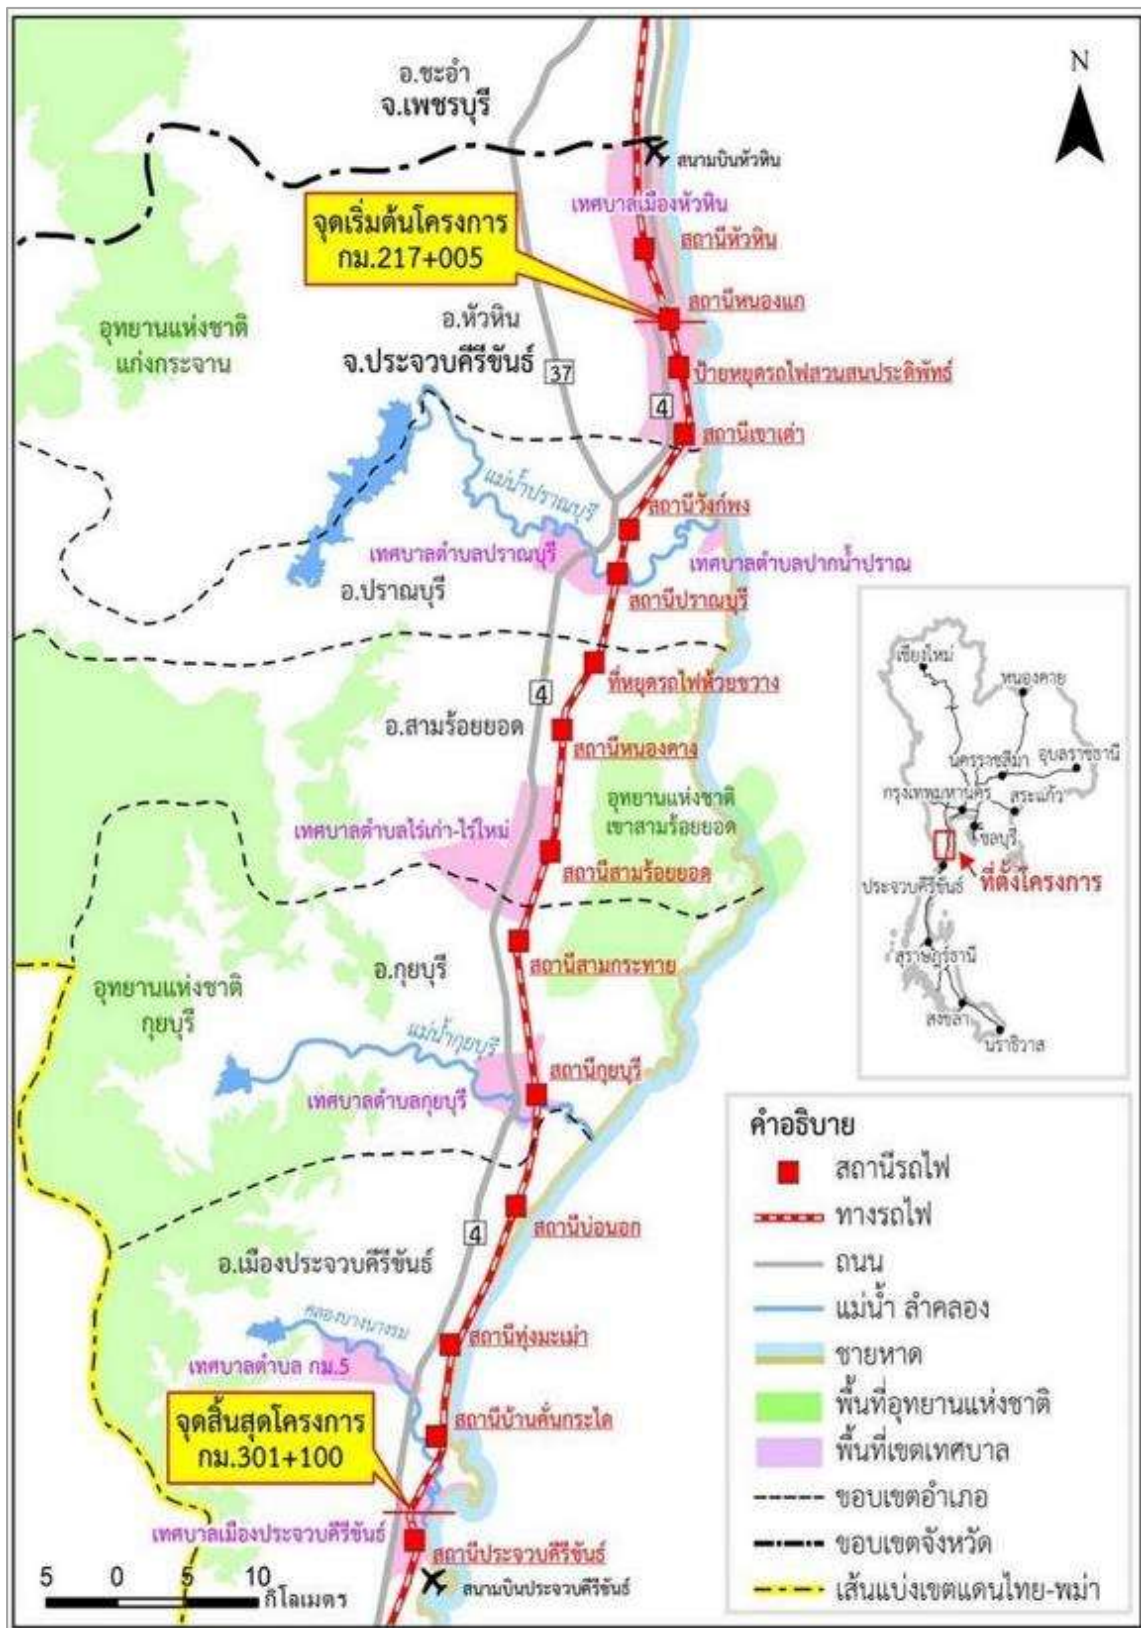 อ.ชะอำ
จ.เพชรบุรี
N
สนามบินหัวหิน
เทศบาลเมืองหัวหิน
จุดเริ่มต้นโครงการ
กม.217+005
สถานีหัวหิน
สถานีหนองแก
อ.หัวหิน
อุทยานแห่งชาติ
แก่งกระจาน
จ.ประจวบคีรีขันธ์
37
ป้ายหยุดรถไฟสวนสนประดิพัทธ์
4
สถานีเขาเต่า
แม่น้ำปราณบุรี
สถานีวังก์พง
เทศบาลตำบลปราณบุรี
เทศบาลตำบลปากน้ำปราณ
อ.ปราณบุรี
สถานีปราณบุรี
ที่หยุดรถไฟห้วยขวาง
4
อ.สามร้อยยอด
สถานีหนองคาง
อุทยานแห่งชาติ
เขาสามร้อยยอด
เทศบาลตำบลไร่เก่า-ไร่ใหม่
สถานีสามร้อยยอด
อ.กุยบุรี
สถานีสามกระทาย
อุทยานแห่งชาติ
กุยบุรี
แม่น้ำกุยบุรี
สถานีกุยบุรี
เทศบาลตำบลกุยบุรี
สถานีบ่อนอก
4
อ.เมืองประจวบคีรีขันธ์
คลองบางนางรม
สถานีทุ่งมะเม่า
เทศบาลตำบล กม.5
จุดสิ้นสุดโครงการ
กม.301+100
สถานีบ้านคั่นกระได
เทศบาลเมืองประจวบคีรีขันธ์
สถานีประจวบคีรีขันธ์
สนามบินประจวบคีรีขันธ์
5 0 5 10
กิโลเมตร
เชียงใหม่
หนองคาย
นครราชสีมา
อุบลราชธานี
กรุงเทพมหานคร
สระแก้ว
ชลบุรี
ประจวบคีรีขันธ์
ที่ตั้งโครงการ
สุราษฎร์ธานี
สงขลา
นราธิวาส
คำอธิบาย
สถานีรถไฟ
ทางรถไฟ
ถนน
แม่น้ำ ลำคลอง
ชายหาด
พื้นที่อุทยานแห่งชาติ
พื้นที่เขตเทศบาล
ขอบเขตอำเภอ
ขอบเขตจังหวัด
เส้นแบ่งเขตแดนไทย-พม่า